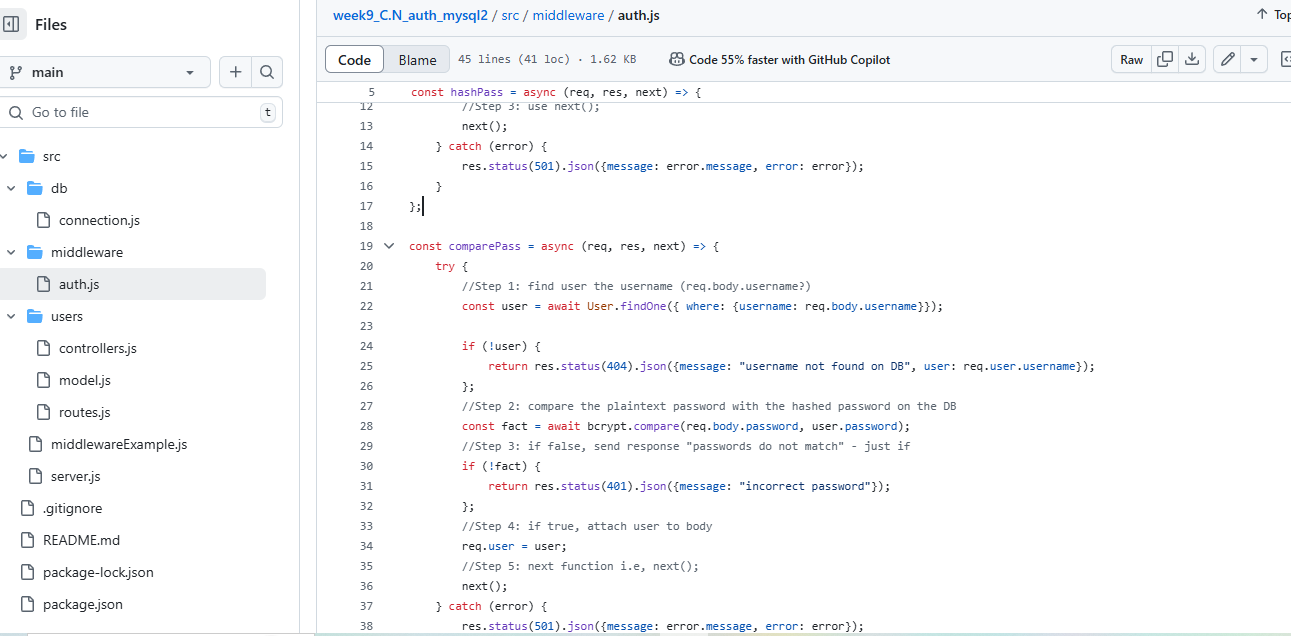 Files
main
Go to file
t
src
db
connection.js
middleware
auth.js
users
controllers.js
model.js
routes.js
middlewareExample.js
server.js
.gitignore
README.md
package-lock.json
package.json
week9_C.N_auth_mysql2 / src / middleware / auth.js
Top
Code Blame 45 lines (41 loc) · 1.62 KB Code 55% faster with GitHub Copilot
Raw
5 const hashPass = async (req, res, next) => {
12 //Step 3: use next();
13 next();
14 } catch (error) {
15 res.status(501).json({message: error.message, error: error});
16 }
17 };
18
19 const comparePass = async (req, res, next) => {
20 try {
21 //Step 1: find user the username (req.body.username?)
22 const user = await User.findOne({ where: {username: req.body.username}});
23
24 if (!user) {
25 return res.status(404).json({message: "username not found on DB", user: req.user.username});
26 };
27 //Step 2: compare the plaintext password with the hashed password on the DB
28 const fact = await bcrypt.compare(req.body.password, user.password);
29 //Step 3: if false, send response "passwords do not match" - just if
30 if (!fact) {
31 return res.status(401).json({message: "incorrect password"});
32 };
33 //Step 4: if true, attach user to body
34 req.user = user;
35 //Step 5: next function i.e, next();
36 next();
37 } catch (error) {
38 res.status(501).json({message: error.message, error: error});